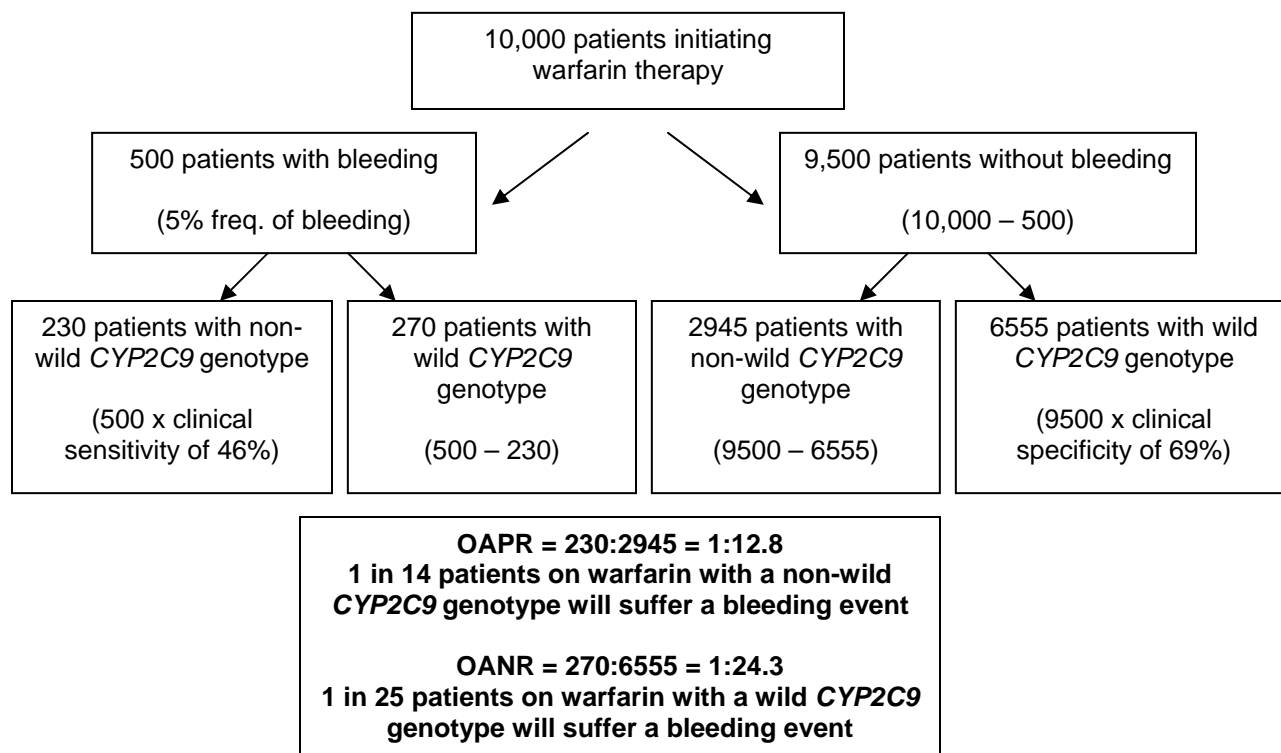 10,000 patients initiating
warfarin therapy
500 patients with bleeding
(5% freq. of bleeding)
9,500 patients without bleeding
(10,000 – 500)
230 patients with non-
wild CYP2C9 genotype
(500 x clinical
sensitivity of 46%)
270 patients with
wild CYP2C9
genotype
(500 – 230)
2945 patients with
non-wild CYP2C9
genotype
(9500 – 6555)
6555 patients with wild
CYP2C9 genotype
(9500 x clinical
specificity of 69%)
OAPR = 230:2945 = 1:12.8
1 in 14 patients on warfarin with a non-wild
CYP2C9 genotype will suffer a bleeding event
OANR = 270:6555 = 1:24.3
1 in 25 patients on warfarin with a wild CYP2C9
genotype will suffer a bleeding event